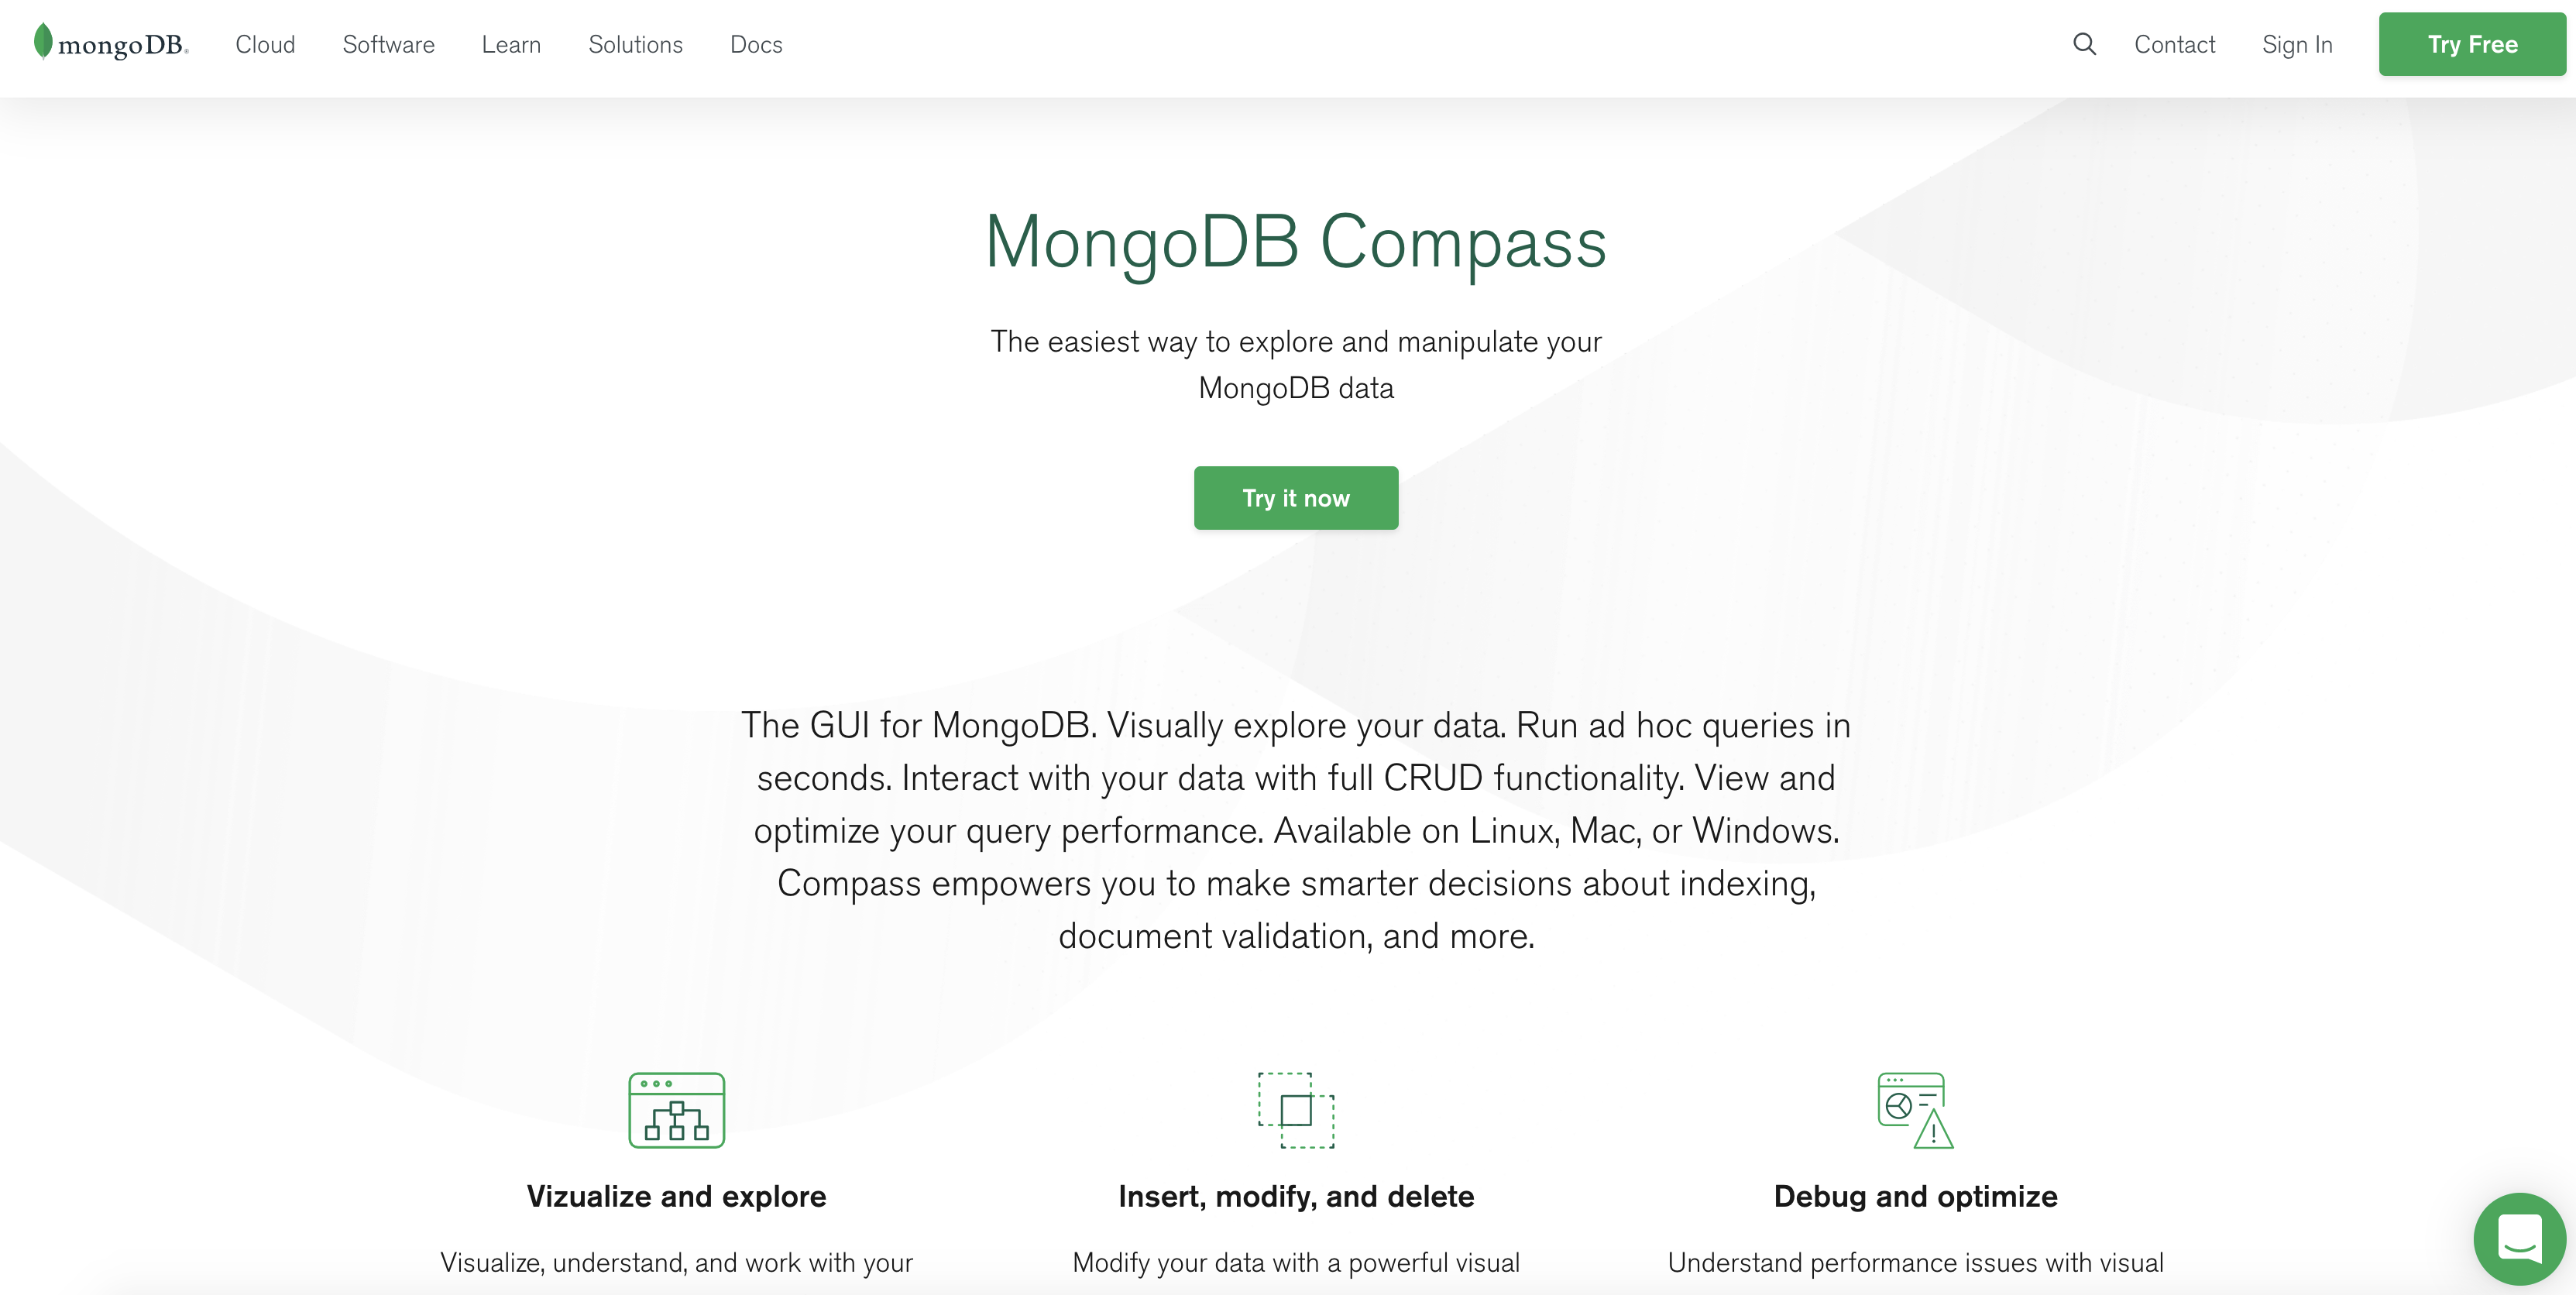 mongoDB®
Cloud
Software
Learn
Solutions
Docs
Contact
Sign In
Try Free
MongoDB Compass
The easiest way to explore and manipulate your
MongoDB data
Try it now
The GUI for MongoDB. Visually explore your data. Run ad hoc queries in
seconds. Interact with your data with full CRUD functionality. View and
optimize your query performance. Available on Linux, Mac, or Windows.
Compass empowers you to make smarter decisions about indexing,
document validation, and more.
Vizualize and explore
Visualize, understand, and work with your
Insert, modify, and delete
Modify your data with a powerful visual
Debug and optimize
Understand performance issues with visual